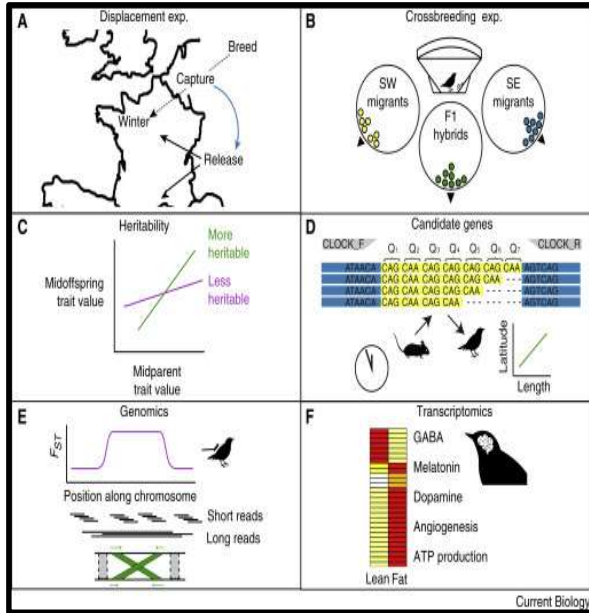 A
Displacement exp.
Breed
Capture
Winter
Release
B
Crossbreeding exp.
SW
migrants
SE
migrants
F1
hybrids
C
Heritability
More
heritable
Midoffspring
trait value
Less
heritable
Midparent
trait value
D
Candidate genes
CLOCK_F
Q1 Q2 Q3 Q4 Q5 Q6 Q7
CLOCK_R
ATAACA CAG CAA CAG CAG CAG CAG CAA AGTCAG
ATAACA CAG CAA CAG CAG CAG CAA - - - AGTCAG
ATAACA CAG CAA CAG CAG CAA - - - - - - AGTCAG
ATAACA CAG CAA CAG CAG - - - - - - - - - AGTCAG
Latitude
Length
E
Genomics
FST
Position along chromosome
Short reads
Long reads
F
Transcriptomics
GABA
Melatonin
Dopamine
Angiogenesis
ATP production
Lean Fat
Current Biology